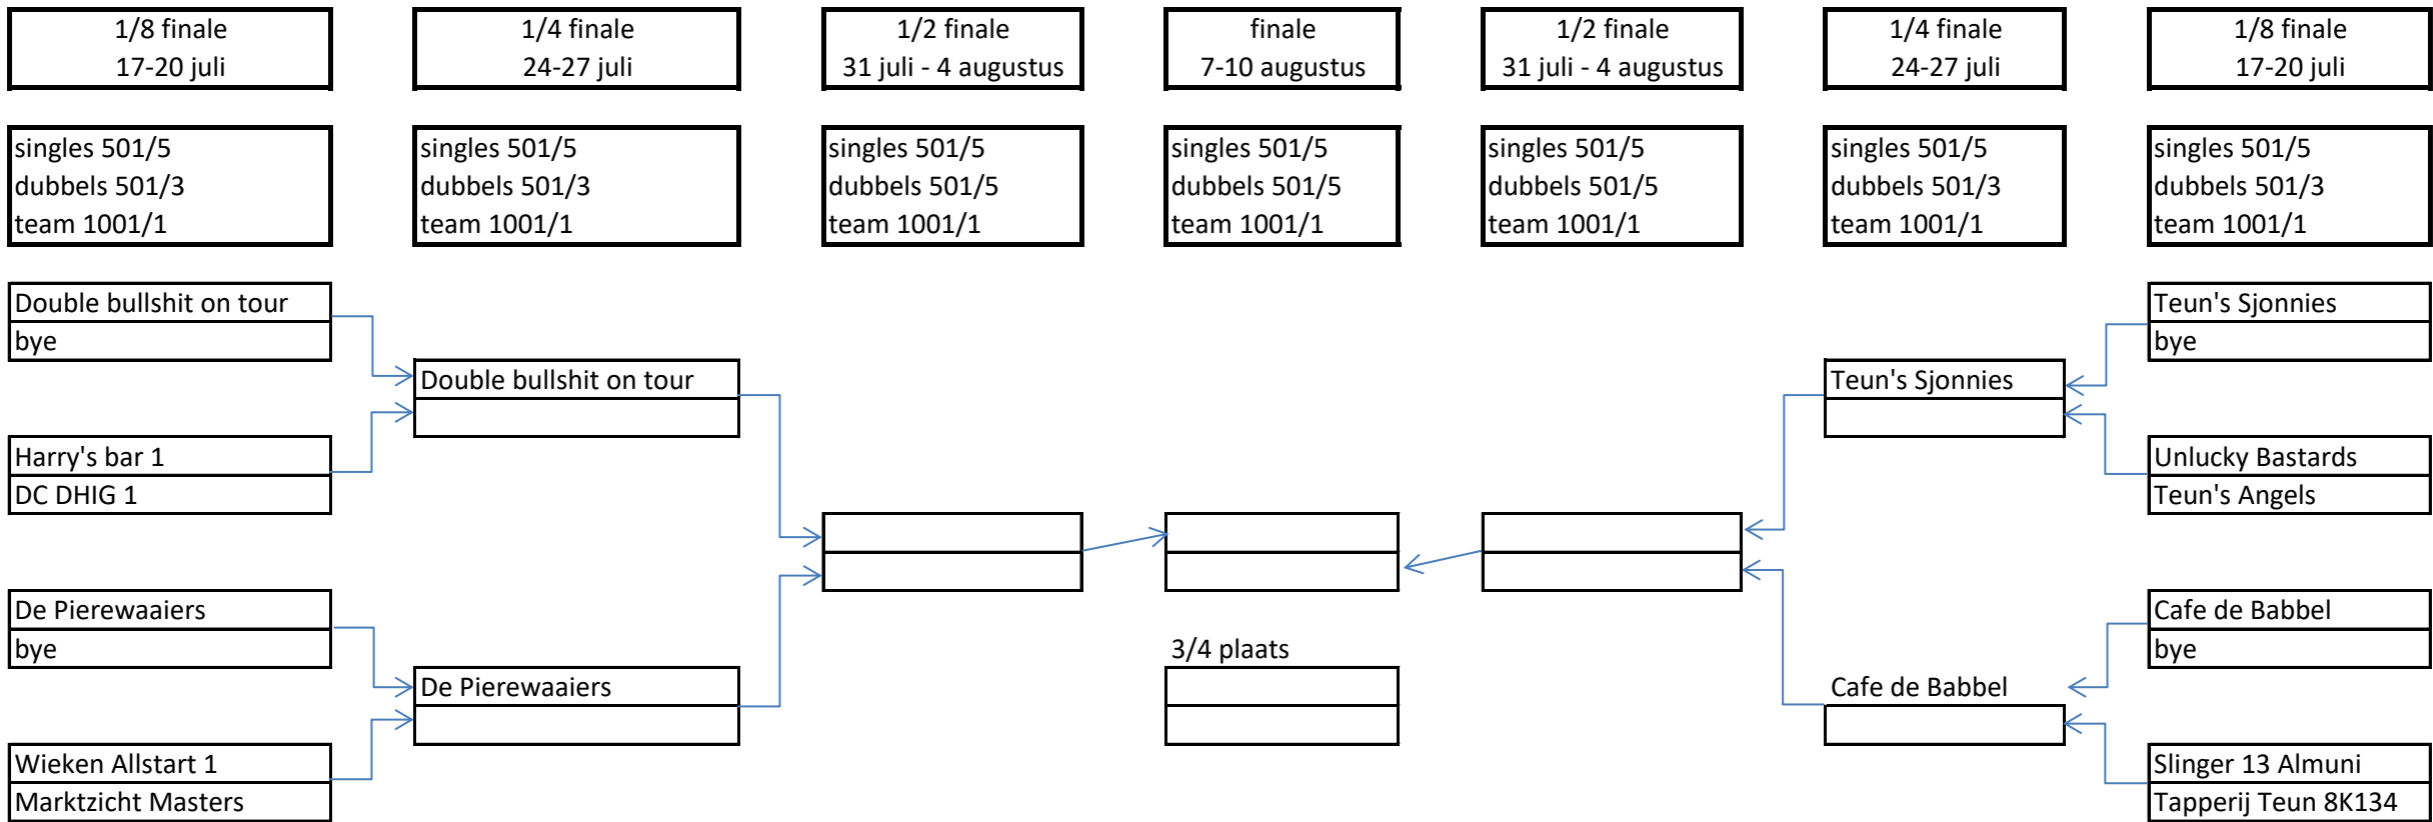 1/8 finale
17-20 juli
1/4 finale
24-27 juli
1/2 finale
31 juli - 4 augustus
finale
7-10 augustus
1/2 finale
31 juli - 4 augustus
1/4 finale
24-27 juli
1/8 finale
17-20 juli
singles 501/5
dubbels 501/3
team 1001/1
singles 501/5
dubbels 501/3
team 1001/1
singles 501/5
dubbels 501/5
team 1001/1
singles 501/5
dubbels 501/5
team 1001/1
singles 501/5
dubbels 501/5
team 1001/1
singles 501/5
dubbels 501/3
team 1001/1
singles 501/5
dubbels 501/3
team 1001/1
Double bullshit on tour
bye
Harry's bar 1
DC DHIG 1
De Pierewaaiers
bye
Wieken Allstart 1
Marktzicht Masters
Double bullshit on tour
De Pierewaaiers
3/4 plaats
Teun's Sjonnies
Cafe de Babbel
Teun's Sjonnies
bye
Unlucky Bastards
Teun's Angels
Cafe de Babbel
bye
Slinger 13 Almuni
Tapperij Teun 8K134